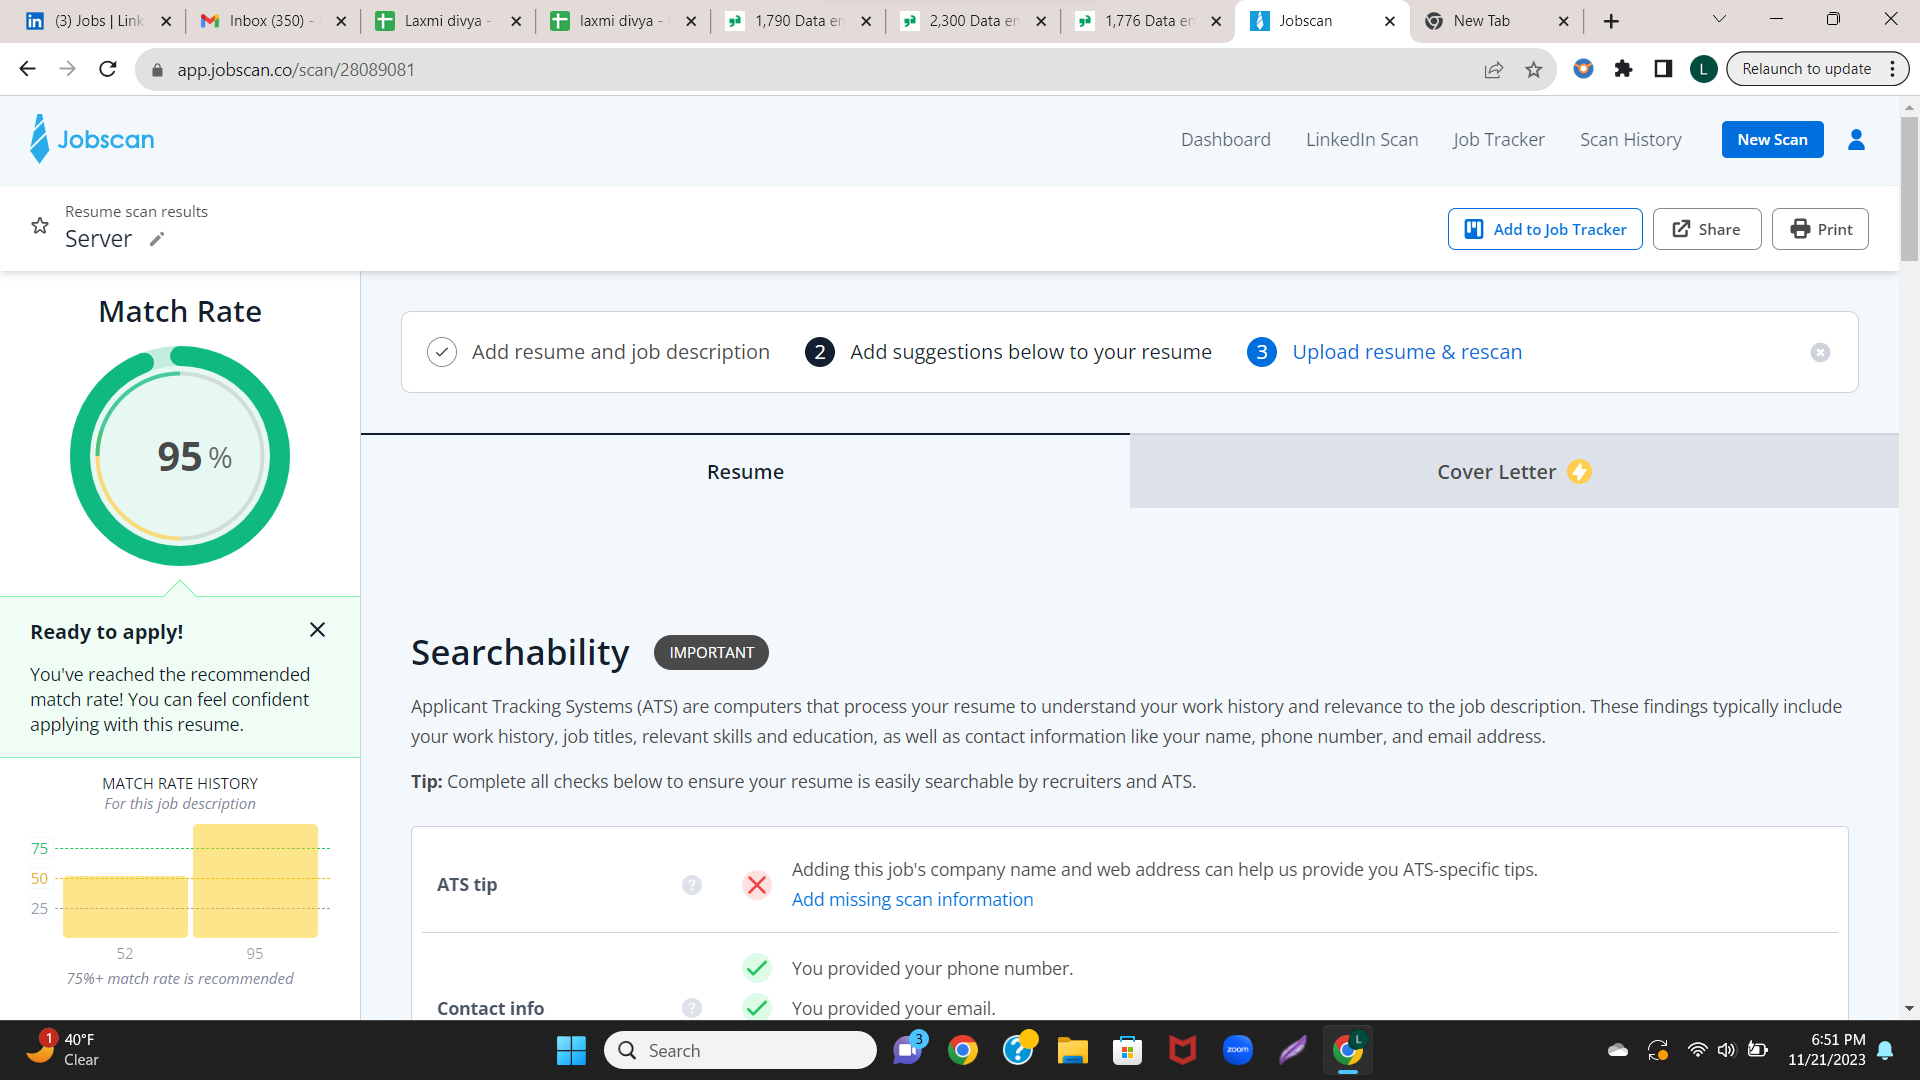 (3) Jobs | Link
Inbox (350) -
Laxmi divya -
laxmi divya -
1,790 Data en
2,300 Data en
1,776 Data en
Jobscan
New Tab
app.jobscan.co/scan/28089081
L
Relaunch to update
Jobscan
Dashboard
LinkedIn Scan
Job Tracker
Scan History
New Scan
Resume scan results
Server
Add to Job Tracker
Share
Print
Match Rate
95 %
Ready to apply!
You've reached the recommended
match rate! You can feel confident
applying with this resume.
MATCH RATE HISTORY
For this job description
75
50
25
52
95
75%+ match rate is recommended
Add resume and job description
2 Add suggestions below to your resume
3 Upload resume & rescan
Resume
Cover Letter
Searchability
IMPORTANT
Applicant Tracking Systems (ATS) are computers that process your resume to understand your work history and relevance to the job description. These findings typically include
your work history, job titles, relevant skills and education, as well as contact information like your name, phone number, and email address.
Tip: Complete all checks below to ensure your resume is easily searchable by recruiters and ATS.
ATS tip
?
Adding this job's company name and web address can help us provide you ATS-specific tips.
Add missing scan information
You provided your phone number.
Contact info
?
You provided your email.
1
40°F
Clear
Search
3
?
zoom
L
6:51 PM
11/21/2023